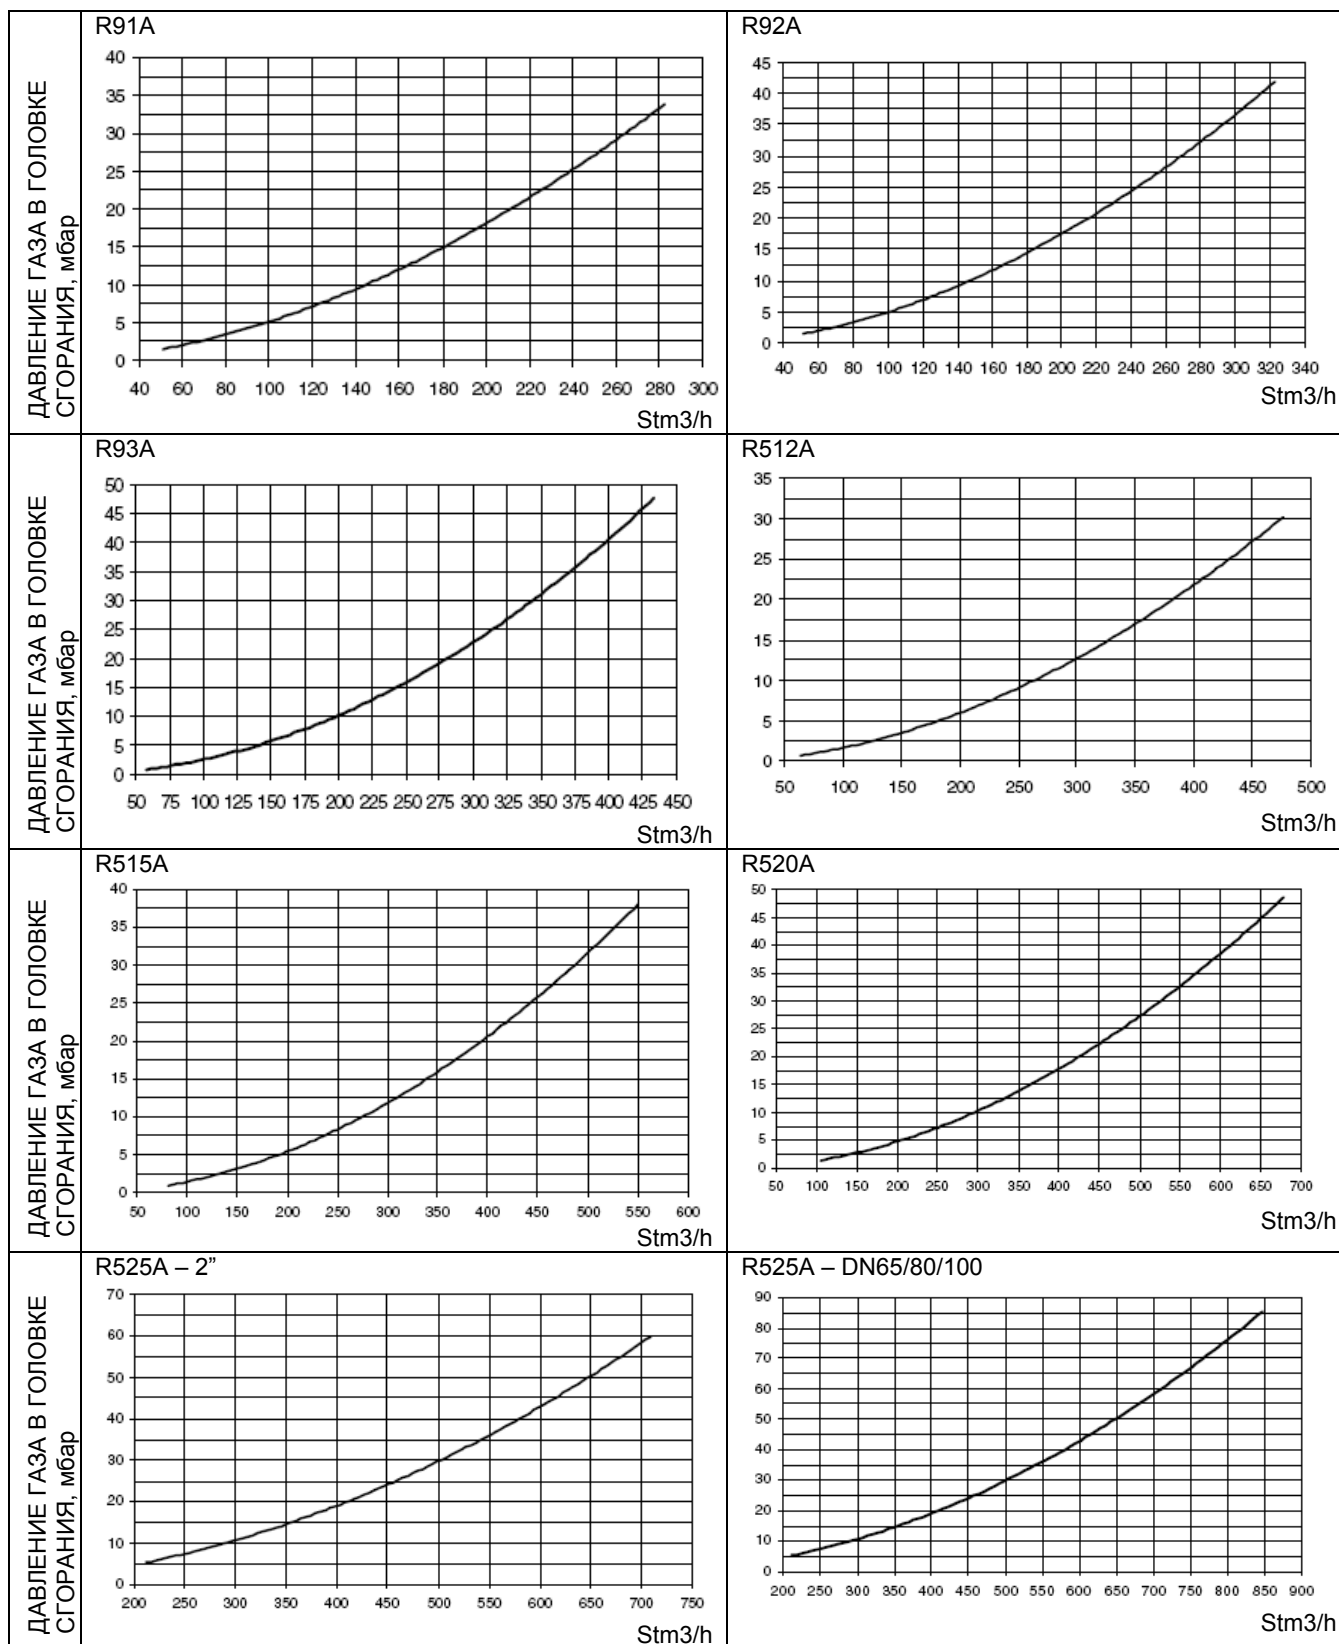 R91A
ДАВЛЕНИЕ ГАЗА В ГОЛОВКЕ
СГОРАНИЯ, мбар
40
35
30
25
20
15
10
5
0
40 60 80 100 120 140 160 180 200 220 240 260 280 300
Stm3/h
R92A
45
40
35
30
25
20
15
10
5
0
40 60 80 100 120 140 160 180 200 220 240 260 280 300 320 340
Stm3/h
R93A
ДАВЛЕНИЕ ГАЗА В ГОЛОВКЕ
СГОРАНИЯ, мбар
50
45
40
35
30
25
20
15
10
5
0
50 75 100 125 150 175 200 225 250 275 300 325 350 375 400 425 450
Stm3/h
R512A
35
30
25
20
15
10
5
0
50 100 150 200 250 300 350 400 450 500
Stm3/h
R515A
ДАВЛЕНИЕ ГАЗА В ГОЛОВКЕ
СГОРАНИЯ, мбар
40
35
30
25
20
15
10
5
0
50 100 150 200 250 300 350 400 450 500 550 600
Stm3/h
R520A
50
45
40
35
30
25
20
15
10
5
0
50 100 150 200 250 300 350 400 450 500 550 600 650 700
Stm3/h
R525A – 2”
ДАВЛЕНИЕ ГАЗА В ГОЛОВКЕ
СГОРАНИЯ, мбар
70
60
50
40
30
20
10
0
200 250 300 350 400 450 500 550 600 650 700 750
Stm3/h
R525A – DN65/80/100
90
80
70
60
50
40
30
20
10
0
200 250 300 350 400 450 500 550 600 650 700 750 800 850 900
Stm3/h